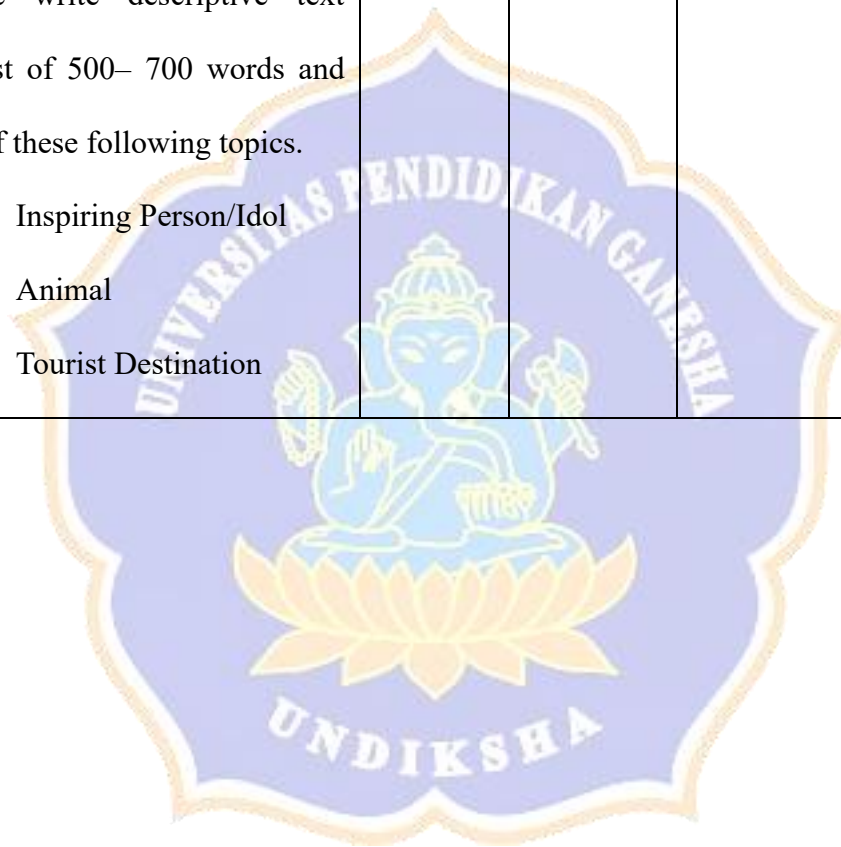 write descriptive text
of 500– 700 words and
these following topics.
Inspiring Person/Idol
Animal
Tourist Destination
UNIVERSITAS PENDIDIKAN GANESHA
UNDIKSHA